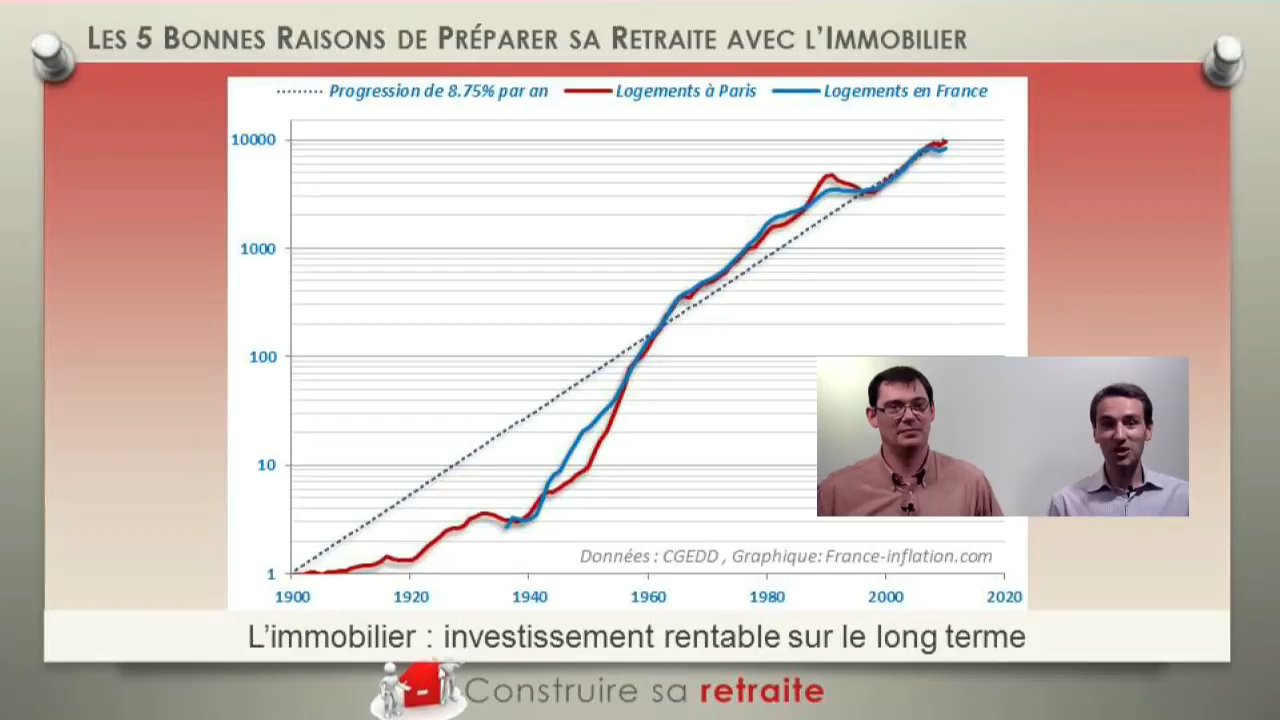 Les 5 Bonnes Raisons de Préparer sa Retraite avec l'Immobilier
Progression de 8.75% par an Logements à Paris Logements en France
10000
1000
100
10
1
Données : CGEDD , Graphique: France-inflation.com
1900 1920 1940 1960 1980 2000 2020
L'immobilier : investissement rentable sur le long terme
Construire sa retraite